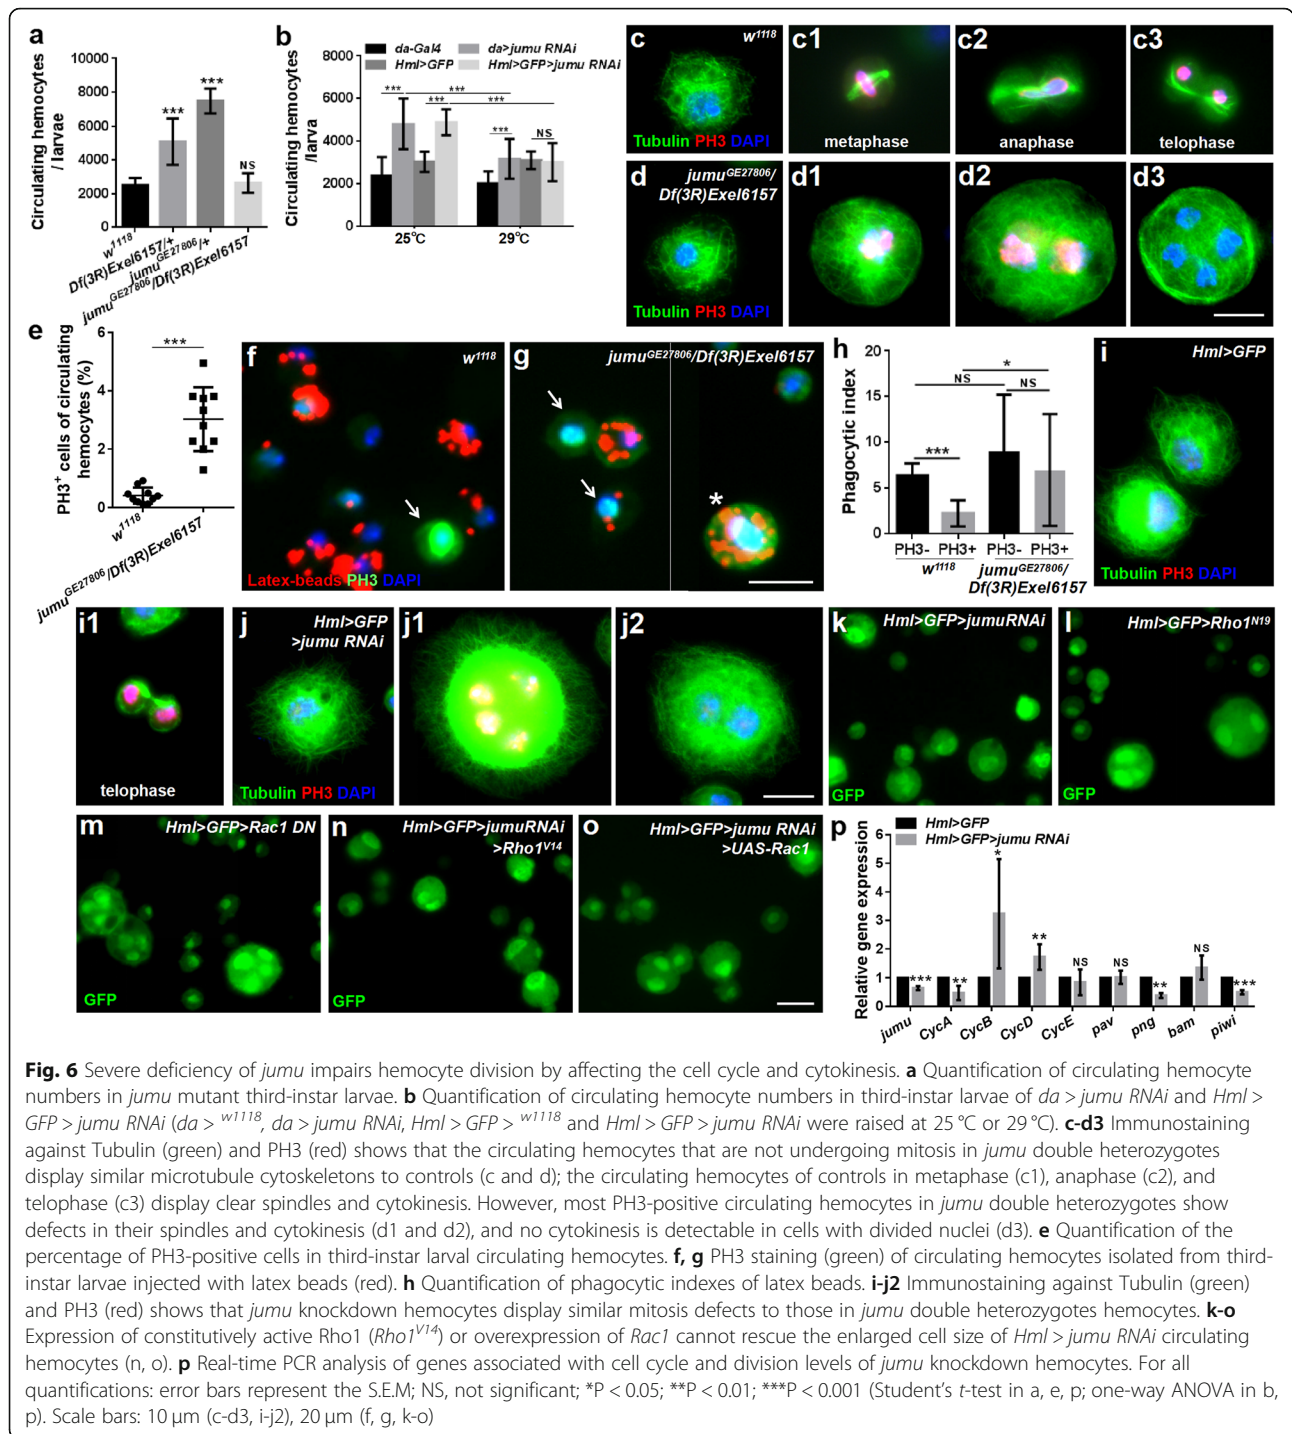 a
Circulating hemocytes
/ larvae
10000
8000
6000
4000
2000
0
***
***
NS
w1118
Df(3R)Exel6157/+
jumuGE27806/+
jumuGE27806/Df(3R)Exel6157
b
Circulating hemocytes
/larva
8000
6000
4000
2000
0
da-Gal4
da>jumu RNAi
Hml>GFP
Hml>GFP>jumu RNAi
***
***
***
***
***
NS
25°C
29°C
c
w1118
Tubulin PH3 DAPI
c1
metaphase
c2
anaphase
c3
telophase
d
jumuGE27806/
Df(3R)Exel6157
Tubulin PH3 DAPI
d1
d2
d3
e
PH3+ cells of circulating
hemocytes (%)
6
4
2
0
***
w1118
jumuGE27806/Df(3R)Exel6157
f
w1118
Latex-beads PH3 DAPI
g
jumuGE27806/Df(3R)Exel6157
*
h
Phagocytic index
20
15
10
5
0
*
NS
NS
***
PH3- PH3+ PH3- PH3+
w1118
jumuGE27806/
Df(3R)Exel6157
i
Hml>GFP
Tubulin PH3 DAPI
i1
telophase
j
Hml>GFP
>jumu RNAi
Tubulin PH3 DAPI
j1
j2
k
Hml>GFP>jumuRNAi
GFP
l
Hml>GFP>Rho1N19
GFP
m
Hml>GFP>Rac1 DN
GFP
n
Hml>GFP>jumuRNAi
>Rho1V14
GFP
o
Hml>GFP>jumu RNAi
>UAS-Rac1
p
Relative gene expression
6
5
4
3
2
1
0
Hml>GFP
Hml>GFP>jumu RNAi
***
**
*
**
NS
NS
**
NS
***
jumu
CycA
CycB
CycD
CycE
pav
png
bam
piwi
Fig. 6 Severe deficiency of jumu impairs hemocyte division by affecting the cell cycle and cytokinesis. a Quantification of circulating hemocyte
numbers in jumu mutant third-instar larvae. b Quantification of circulating hemocyte numbers in third-instar larvae of da > jumu RNAi and Hml >
GFP > jumu RNAi (da > w1118, da > jumu RNAi, Hml > GFP > w1118 and Hml > GFP > jumu RNAi were raised at 25 °C or 29 °C). c-d3 Immunostaining
against Tubulin (green) and PH3 (red) shows that the circulating hemocytes that are not undergoing mitosis in jumu double heterozygotes
display similar microtubule cytoskeletons to controls (c and d); the circulating hemocytes of controls in metaphase (c1), anaphase (c2), and
telophase (c3) display clear spindles and cytokinesis. However, most PH3-positive circulating hemocytes in jumu double heterozygotes show
defects in their spindles and cytokinesis (d1 and d2), and no cytokinesis is detectable in cells with divided nuclei (d3). e Quantification of the
percentage of PH3-positive cells in third-instar larval circulating hemocytes. f, g PH3 staining (green) of circulating hemocytes isolated from third-
instar larvae injected with latex beads (red). h Quantification of phagocytic indexes of latex beads. i-j2 Immunostaining against Tubulin (green)
and PH3 (red) shows that jumu knockdown hemocytes display similar mitosis defects to those in jumu double heterozygotes hemocytes. k-o
Expression of constitutively active Rho1 (Rho1V14) or overexpression of Rac1 cannot rescue the enlarged cell size of Hml > jumu RNAi circulating
hemocytes (n, o). p Real-time PCR analysis of genes associated with cell cycle and division levels of jumu knockdown hemocytes. For all
quantifications: error bars represent the S.E.M; NS, not significant; *P < 0.05; **P < 0.01; ***P < 0.001 (Student's t-test in a, e, p; one-way ANOVA in b,
p). Scale bars: 10 μm (c-d3, i-j2), 20 μm (f, g, k-o)